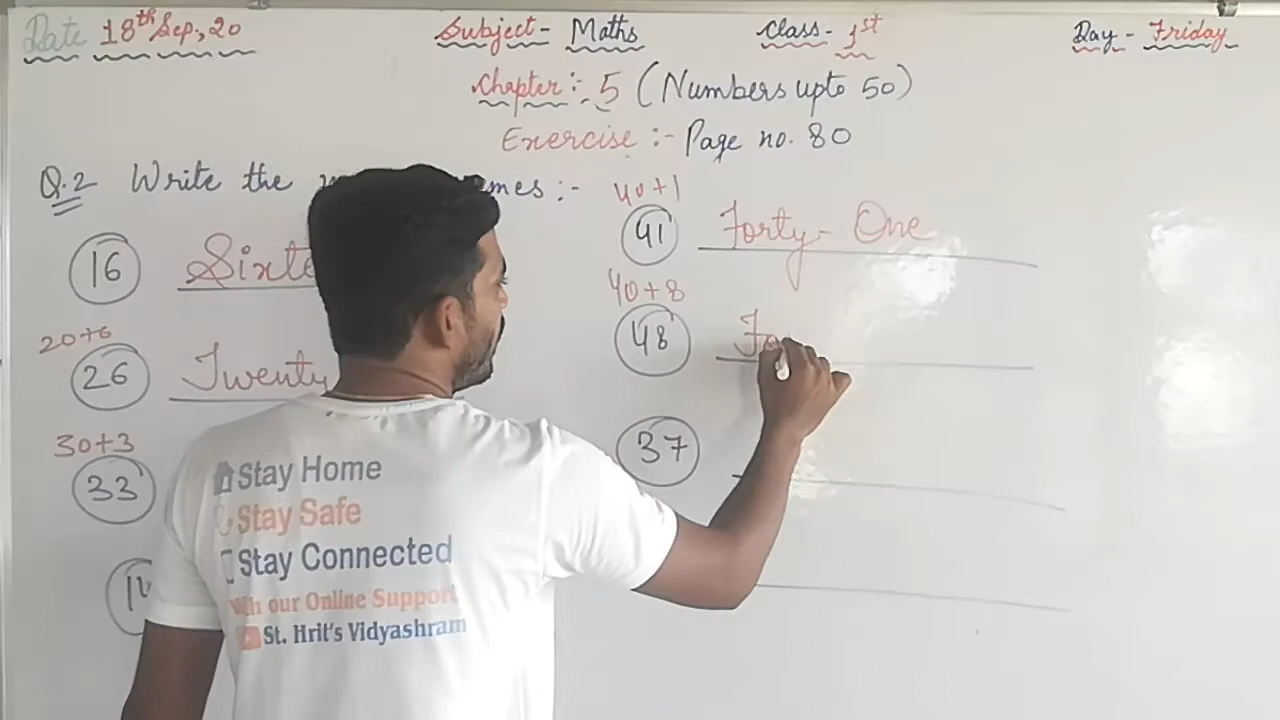 Date 18th Sep, 20 Subject - Maths Class - 1st Day - Friday
Chapter :- 5 (Numbers upto 50)
Exercise :- Page no. 80
Q.2 Write the
40+1
41 Forty - One
16
40+8
48 Fo
20+6
26 Twenty
37
30+3
33
Stay Home
Stay Safe
Stay Connected
our Online Support
St. Hrit's Vidyashram